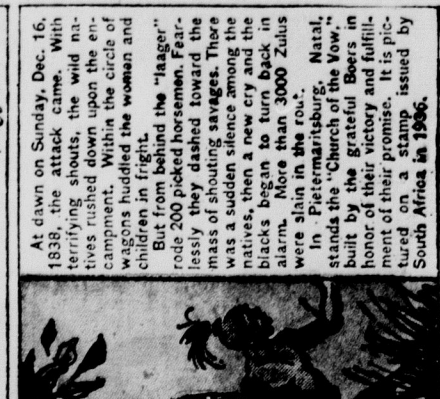 At dawn on Sunday, Dec. 16,
1838, the attack came. With
terrifying shouts, the wild na-
tives rushed down upon the en-
campment. Within the circle of
wagons huddled the women and
children in fright.
But from behind the "laager"
rode 200 picked horsemen. Fear-
lessly they dashed toward the
mass of shouting savages. There
was a sudden silence among the
natives, then a new cry and the
blacks began to turn back in
alarm. More than 3000 Zulus
were slain in the rout.
In Pietermaritsburg, Natal,
stands the "Church of the Vow,"
built by the grateful Boers in
honor of their victory and fulfill-
ment of their promise. It is pic-
tured on a stamp issued by
South Africa in 1936.